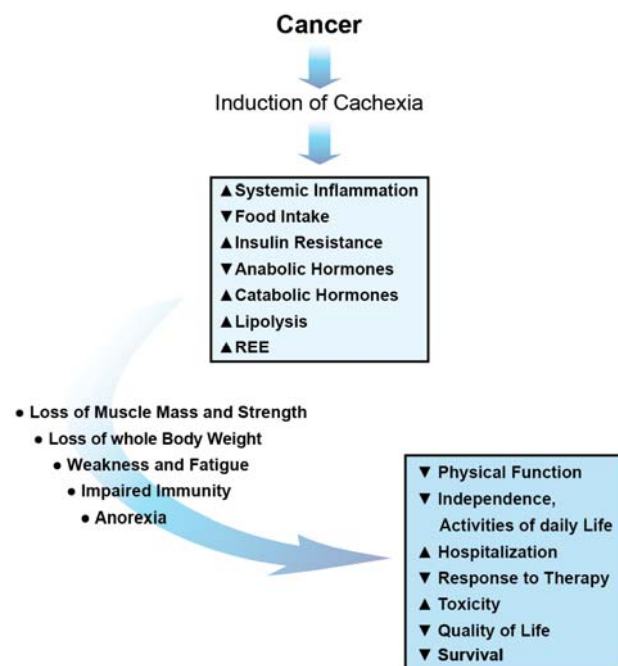 Cancer
Induction of Cachexia
▲Systemic Inflammation
▼Food Intake
▲Insulin Resistance
▼Anabolic Hormones
▲Catabolic Hormones
▲Lipolysis
▲REE
● Loss of Muscle Mass and Strength
● Loss of whole Body Weight
● Weakness and Fatigue
● Impaired Immunity
● Anorexia
▼ Physical Function
▼ Independence,
Activities of daily Life
▲ Hospitalization
▼ Response to Therapy
▲ Toxicity
▼ Quality of Life
▼ Survival